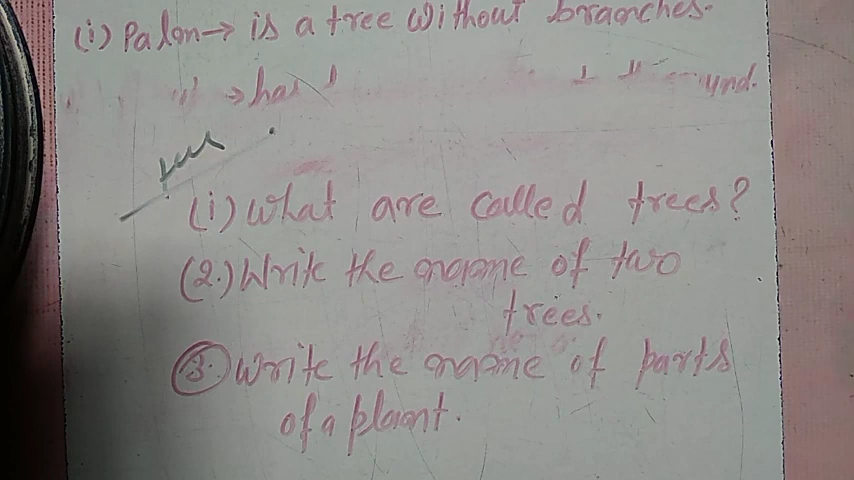 (i) Palm→ is a tree without branches.
" →has
(i) What are called trees?
(2.) Write the name of two
trees.
3. Write the name of parts
of a plant.